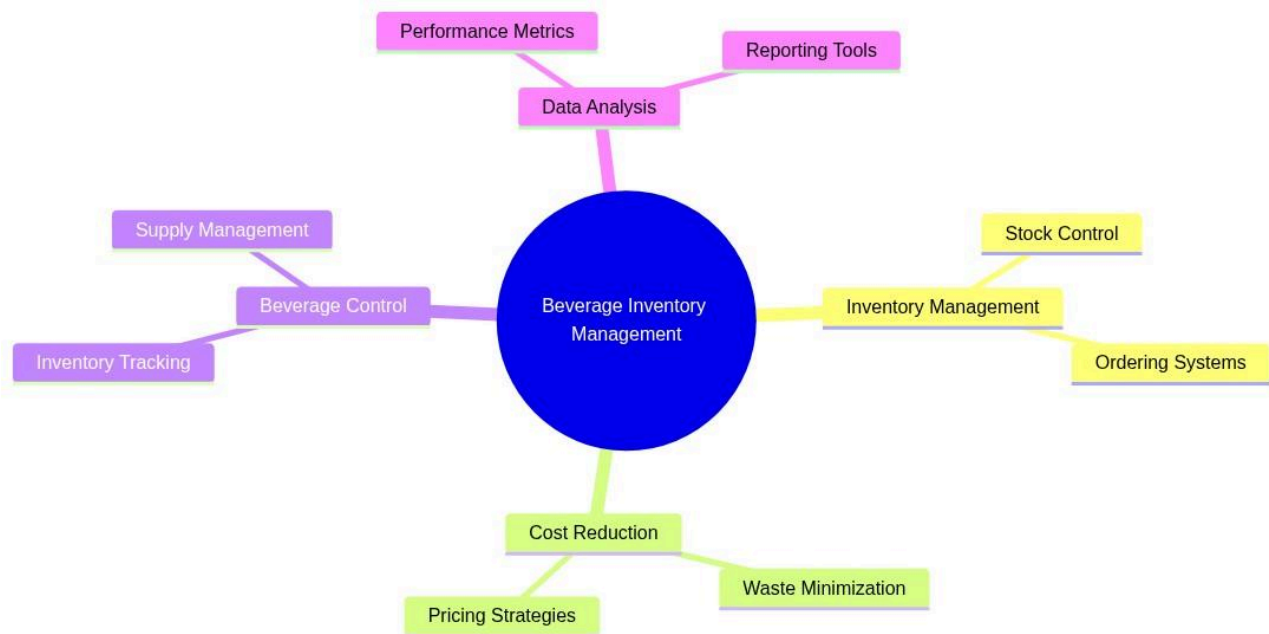 Performance Metrics
Reporting Tools
Data Analysis
Supply Management
Stock Control
Beverage Control
Beverage Inventory
Management
Inventory Management
Inventory Tracking
Ordering Systems
Cost Reduction
Waste Minimization
Pricing Strategies